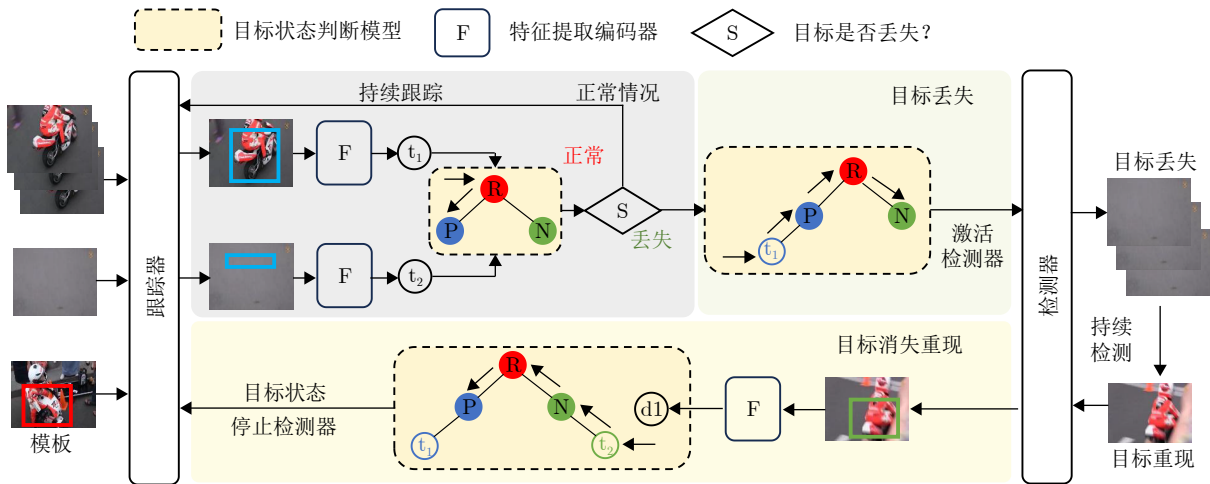 目标状态判断模型
F
特征提取编码器
S
目标是否丢失?
持续跟踪
正常情况
目标丢失
F
t₁
正常
R
P
N
S
丢失
F
t₂
跟踪器
R
P
N
t₁
激活
检测器
检测器
目标丢失
持续
检测
目标重现
模板
目标消失重现
目标状态
停止检测器
R
P
N
t₁
t₂
d1
F